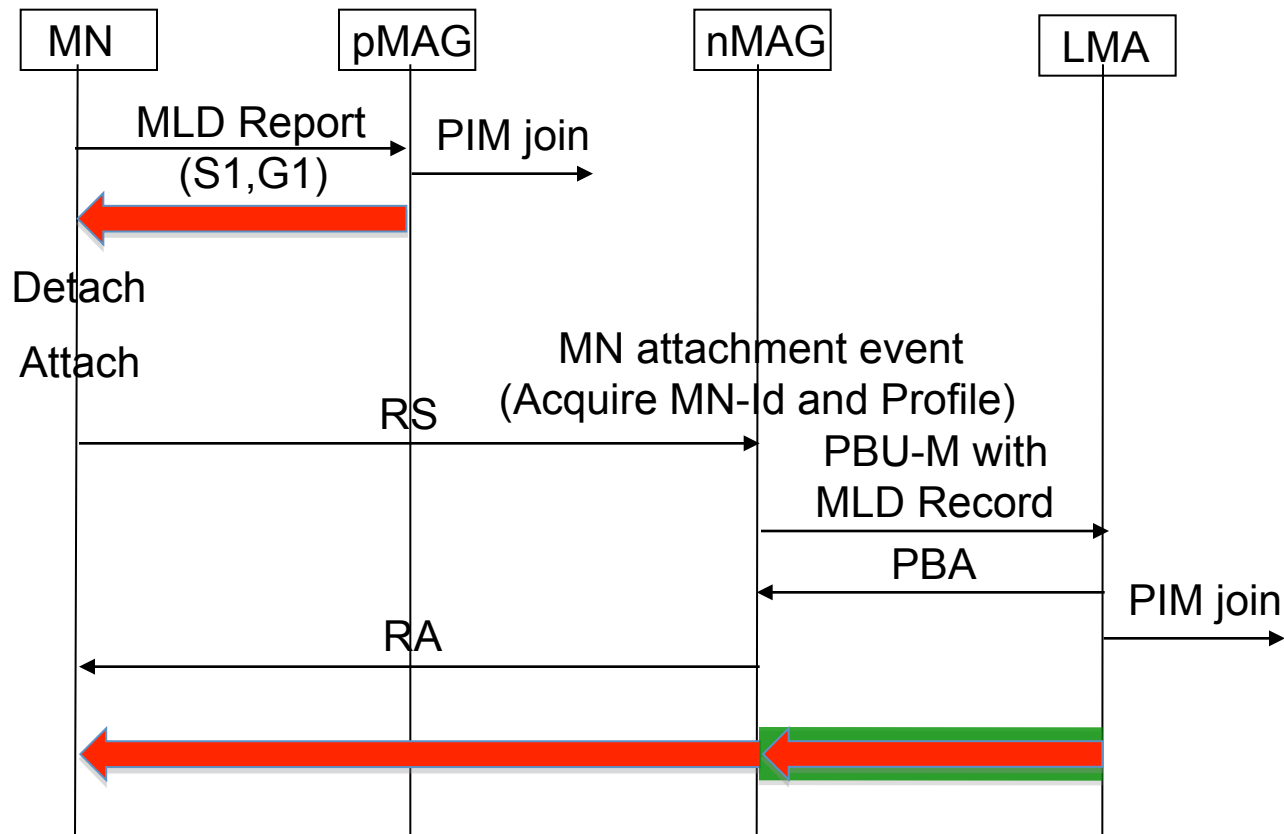 MN
pMAG
nMAG
LMA
MLD Report
(S1,G1)
PIM join
Detach
Attach
MN attachment event
(Acquire MN-Id and Profile)
RS
PBU-M with
MLD Record
PBA
PIM join
RA